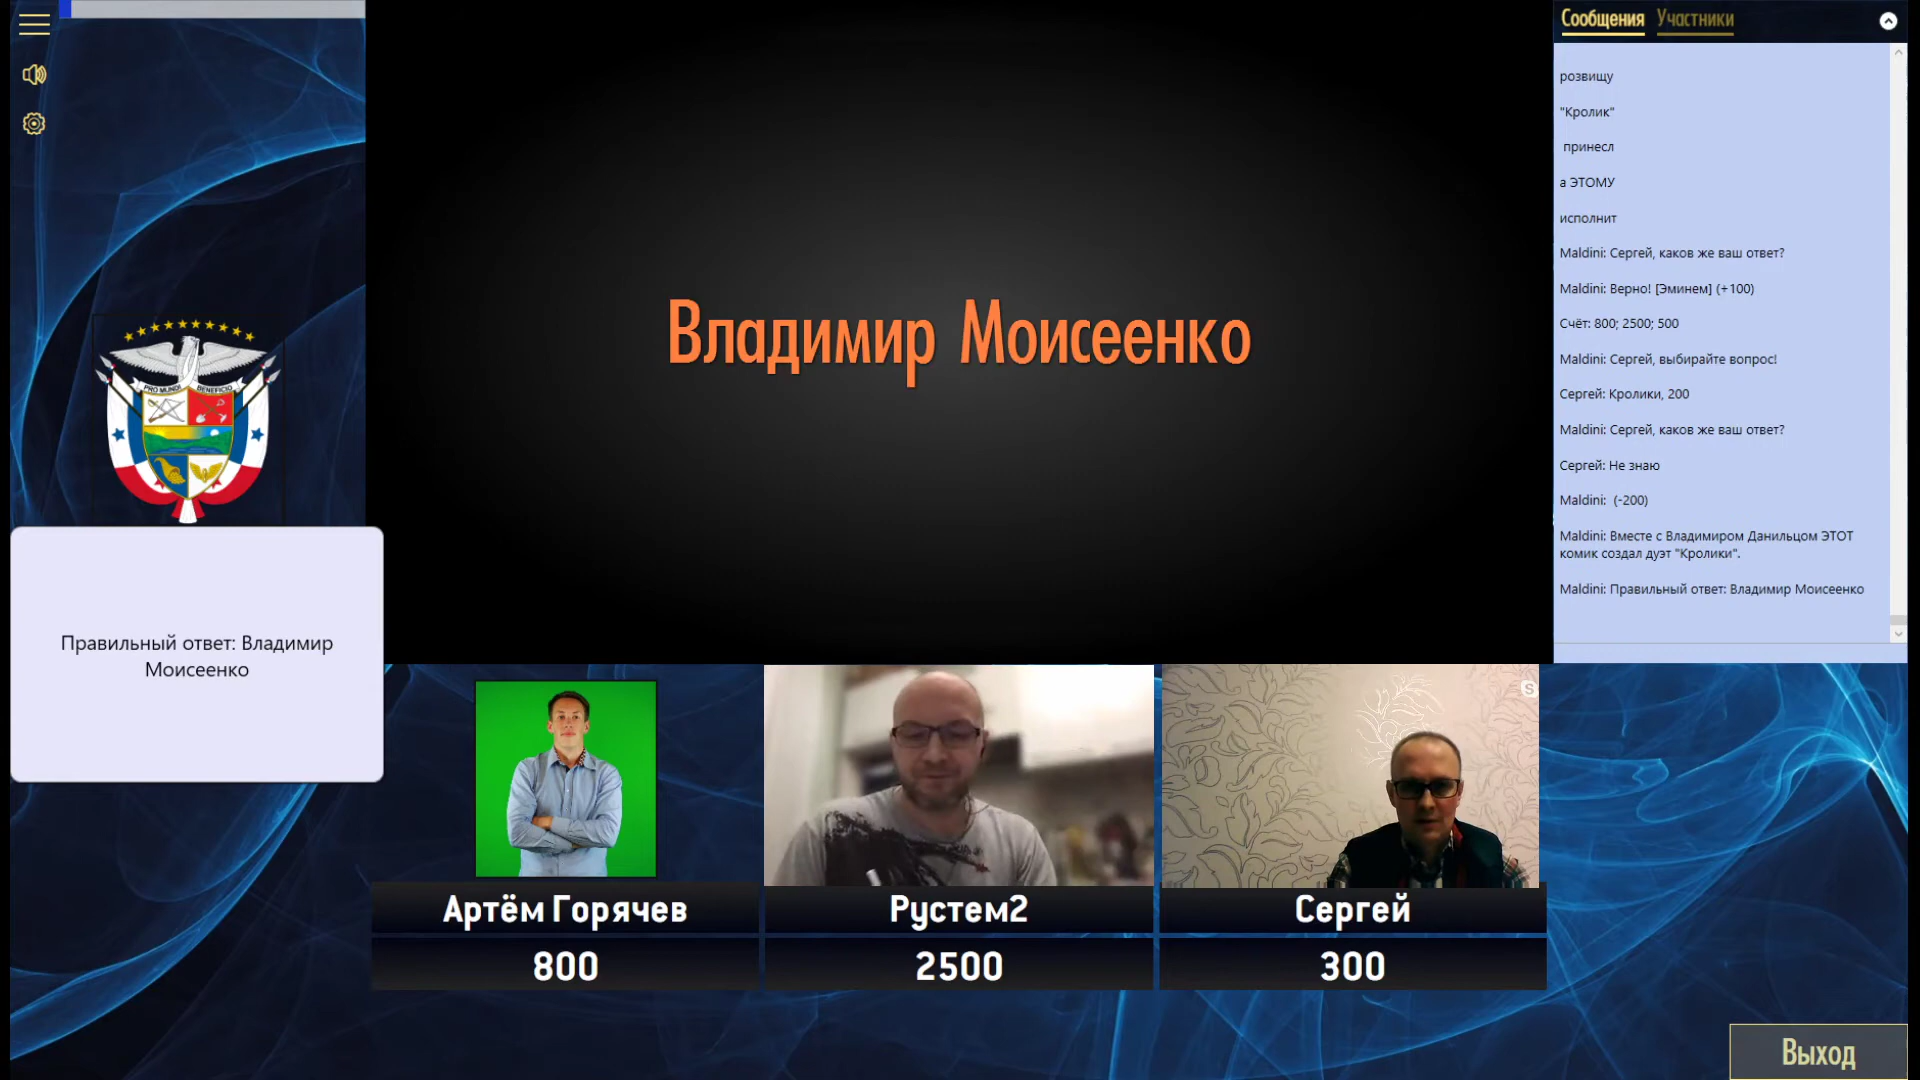 Сообщения Участники
розвищу
"Кролик"
принесл
а ЭТОМУ
исполнит
Maldini: Сергей, каков же ваш ответ?
Maldini: Верно! [Эминем] (+100)
Счёт: 800; 2500; 500
Maldini: Сергей, выбирайте вопрос!
Сергей: Кролики, 200
Maldini: Сергей, каков же ваш ответ?
Сергей: Не знаю
Maldini: (-200)
Maldini: Вместе с Владимиром Данильцом ЭТОТ
комик создал дуэт "Кролики".
Maldini: Правильный ответ: Владимир Моисеенко
Владимир Моисеенко
PRO MUNDI BENEFICIO
Правильный ответ: Владимир
Моисеенко
S
Артём Горячев
800
Рустем2
2500
Сергей
300
Выход